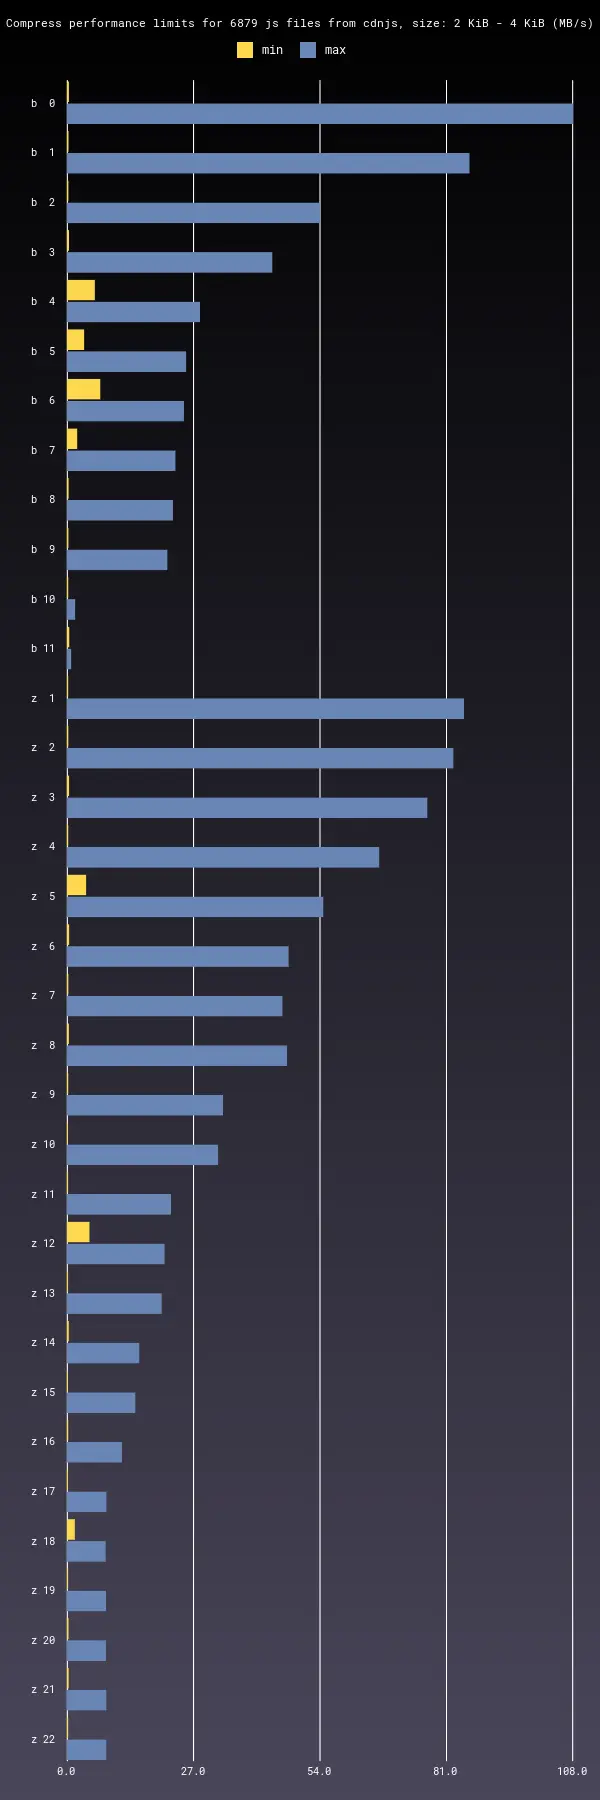 Compress performance limits for 6879 js files from cdnjs, size: 2 KiB - 4 KiB (MB/s)
min max
b 0
b 1
b 2
b 3
b 4
b 5
b 6
b 7
b 8
b 9
b 10
b 11
z 1
z 2
z 3
z 4
z 5
z 6
z 7
z 8
z 9
z 10
z 11
z 12
z 13
z 14
z 15
z 16
z 17
z 18
z 19
z 20
z 21
z 22
0.0 27.0 54.0 81.0 108.0